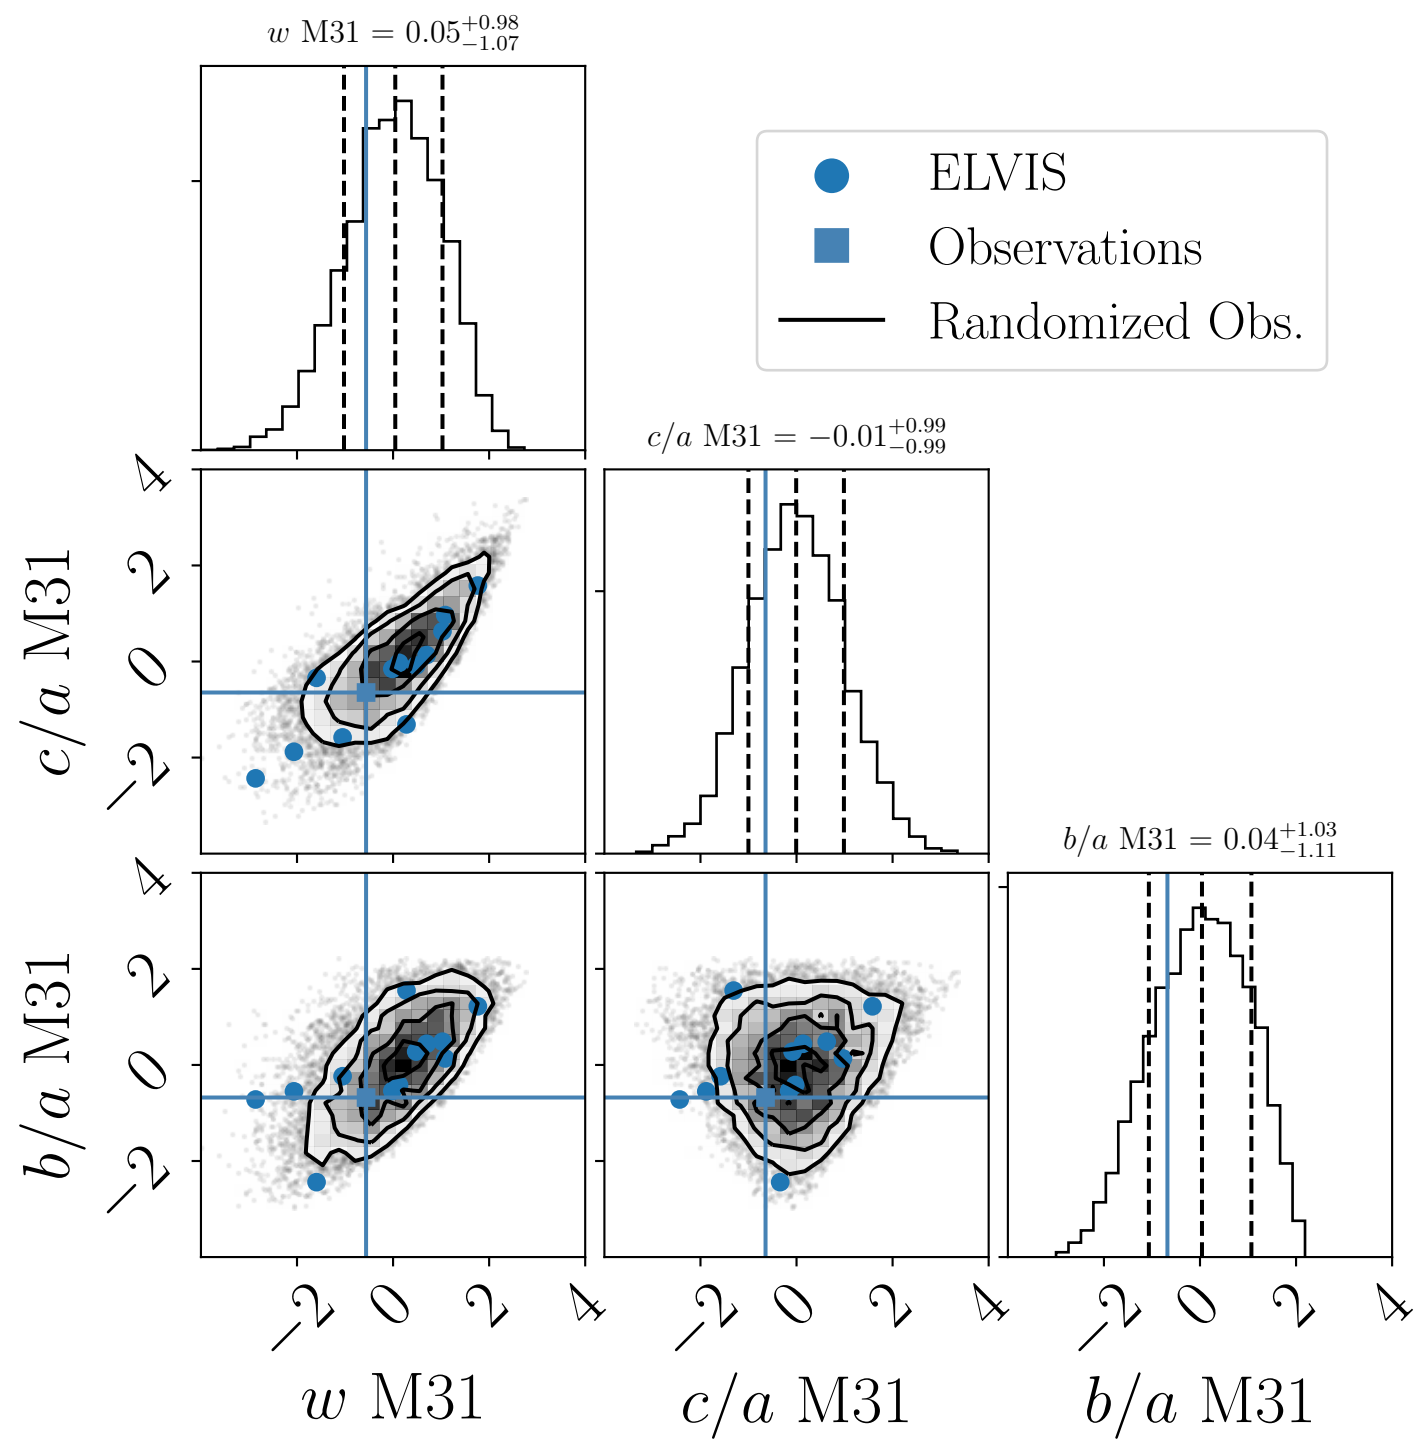 w M31 = 0.05^{+0.98}_{−1.07}
ELVIS
Observations
Randomized Obs.
c/a M31 = −0.01^{+0.99}_{−0.99}
4
2
0
−2
c/a M31
b/a M31 = 0.04^{+1.03}_{−1.11}
4
2
0
−2
b/a M31
−2 0 2 4 −2 0 2 4 −2 0 2 4
w M31 c/a M31 b/a M31